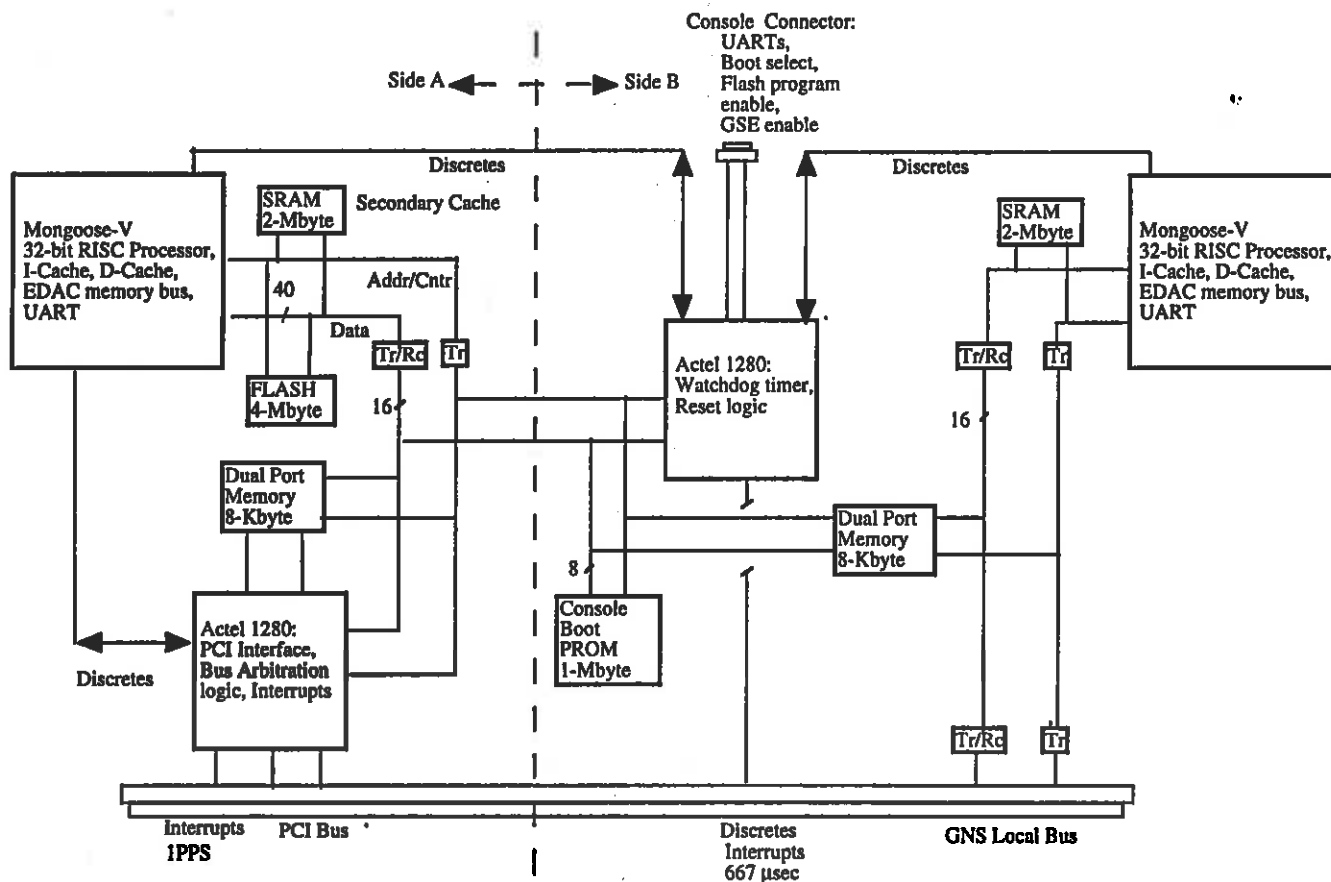 Console Connector:
UARTs,
Boot select,
Flash program
enable,
GSE enable
Side A
Side B
Discretes
Discretes
Mongoose-V
32-bit RISC Processor,
I-Cache, D-Cache,
EDAC memory bus,
UART
SRAM
2-Mbyte
Secondary Cache
Addr/Cntr
40
Data
Tr/Rc
Tr
FLASH
4-Mbyte
16
Actel 1280:
Watchdog timer,
Reset logic
SRAM
2-Mbyte
Mongoose-V
32-bit RISC Processor,
I-Cache, D-Cache,
EDAC memory bus,
UART
Tr/Rc
Tr
16
Dual Port
Memory
8-Kbyte
Dual Port
Memory
8-Kbyte
8
Console
Boot
PROM
1-Mbyte
Actel 1280:
PCI Interface,
Bus Arbitration
logic, Interrupts
Discretes
Tr/Rc
Tr
Interrupts
1PPS
PCI Bus
Discretes
Interrupts
667 µsec
GNS Local Bus